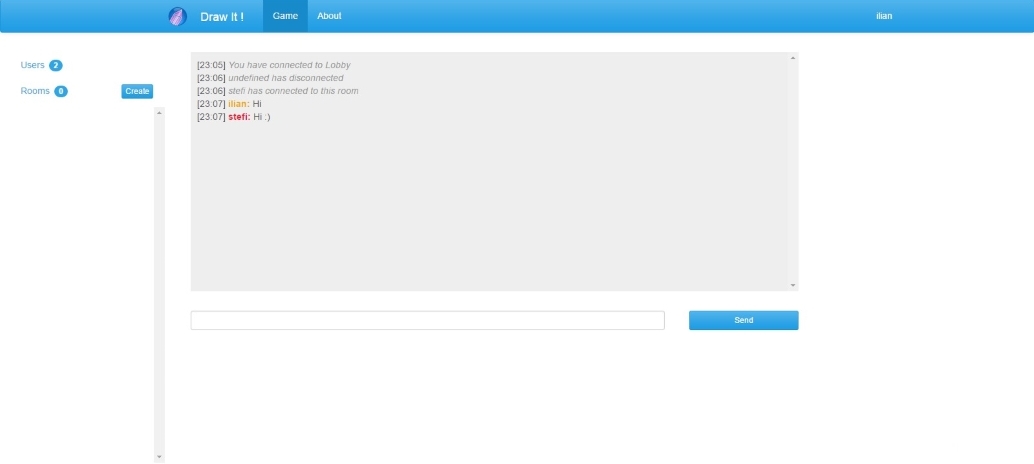 Draw It !
Game
About
ilian
Users 2
Rooms 0
Create
[23:05] You have connected to Lobby
[23:06] undefined has disconnected
[23:06] stefi has connected to this room
[23:07] ilian: Hi
[23:07] stefi: Hi :)
Send